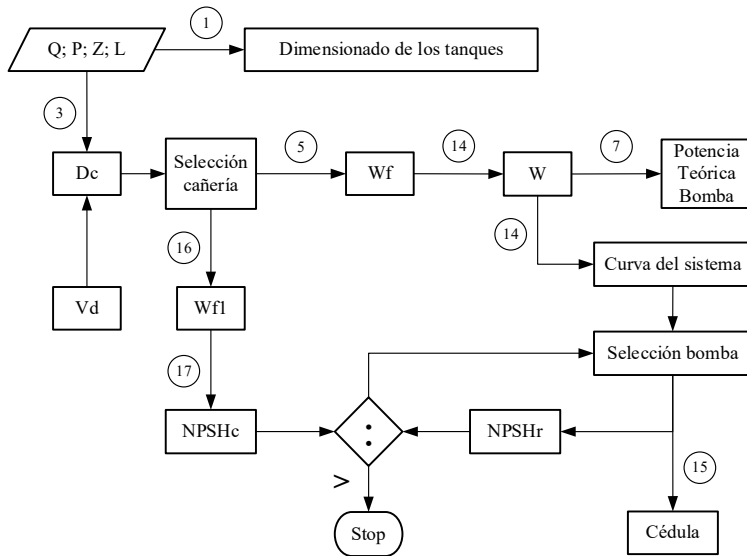 Q; P; Z; L
1
Dimensionado de los tanques
3
Dc
Selección
cañería
5
Wf
14
W
7
Potencia
Teórica
Bomba
14
16
Curva del sistema
Vd
Wf1
Selección bomba
17
NPSHc
:
NPSHr
>
15
Stop
Cédula